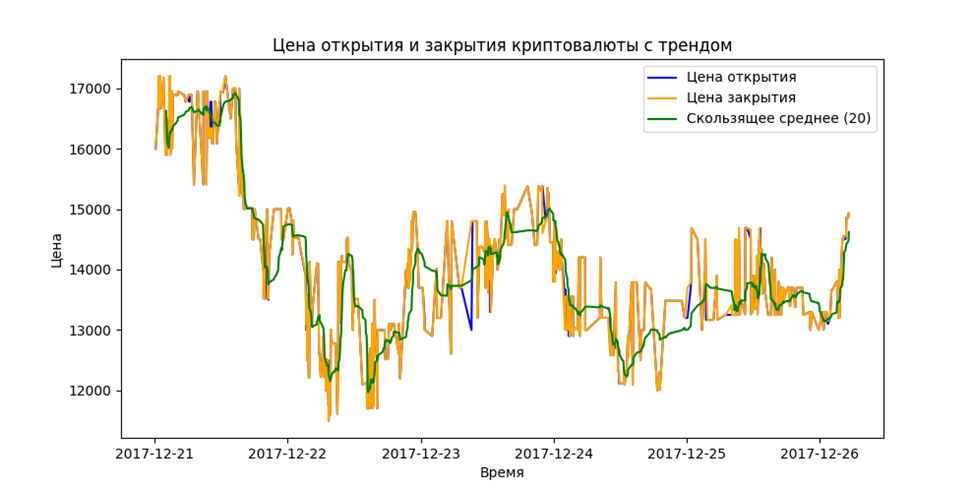 Цена открытия и закрытия криптовалюты с трендом
Цена открытия
Цена закрытия
Скользящее среднее (20)
Цена
17000
16000
15000
14000
13000
12000
2017-12-21
2017-12-22
2017-12-23
2017-12-24
2017-12-25
2017-12-26
Время